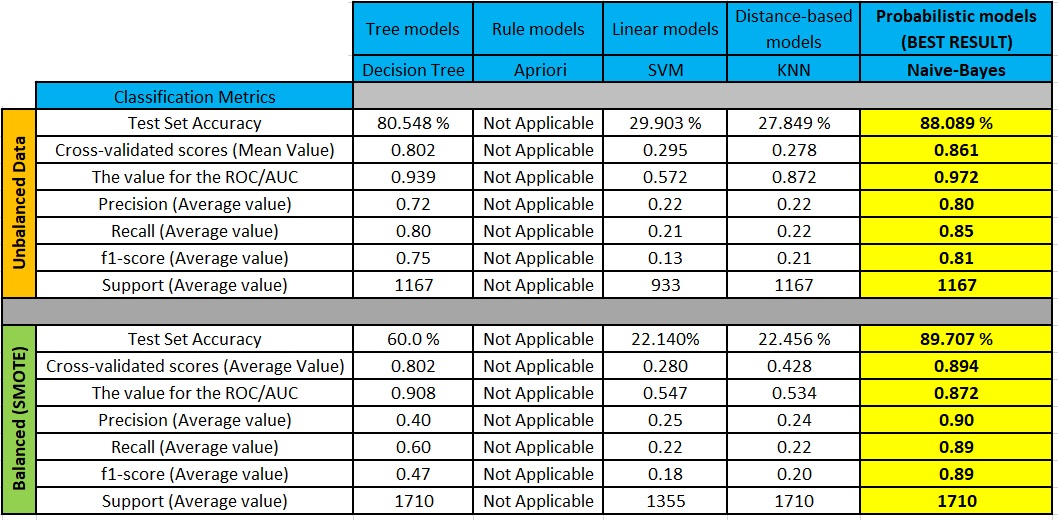 Tree models Rule models Linear models Distance-based models Probabilistic models (BEST RESULT)
Decision Tree Apriori SVM KNN Naive-Bayes
Classification Metrics
Unbalanced Data
Test Set Accuracy 80.548 % Not Applicable 29.903 % 27.849 % 88.089 %
Cross-validated scores (Mean Value) 0.802 Not Applicable 0.295 0.278 0.861
The value for the ROC/AUC 0.939 Not Applicable 0.572 0.872 0.972
Precision (Average value) 0.72 Not Applicable 0.22 0.22 0.80
Recall (Average value) 0.80 Not Applicable 0.21 0.22 0.85
f1-score (Average value) 0.75 Not Applicable 0.13 0.21 0.81
Support (Average value) 1167 Not Applicable 933 1167 1167
Balanced (SMOTE)
Test Set Accuracy 60.0 % Not Applicable 22.140% 22.456 % 89.707 %
Cross-validated scores (Average Value) 0.802 Not Applicable 0.280 0.428 0.894
The value for the ROC/AUC 0.908 Not Applicable 0.547 0.534 0.872
Precision (Average value) 0.40 Not Applicable 0.25 0.24 0.90
Recall (Average value) 0.60 Not Applicable 0.22 0.22 0.89
f1-score (Average value) 0.47 Not Applicable 0.18 0.20 0.89
Support (Average value) 1710 Not Applicable 1355 1710 1710